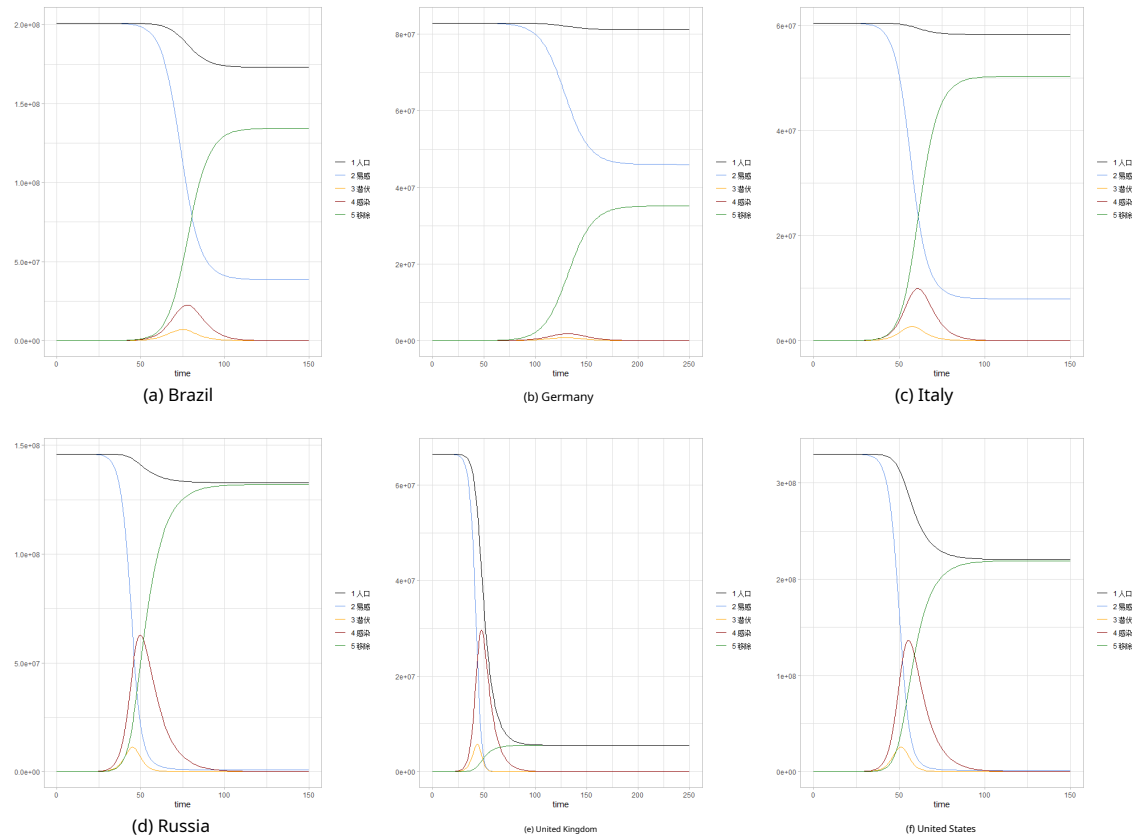 2.0e+08
1.5e+08
1.0e+08
5.0e+07
0.0e+00
0 50 100 150
time
1 人口
2 易感
3 潜伏
4 感染
5 移除
(a) Brazil
8e+07
6e+07
4e+07
2e+07
0e+00
0 50 100 150 200 250
time
1 人口
2 易感
3 潜伏
4 感染
5 移除
(b) Germany
6e+07
4e+07
2e+07
0e+00
0 50 100 150
time
1 人口
2 易感
3 潜伏
4 感染
5 移除
(c) Italy
1.5e+08
1.0e+08
5.0e+07
0.0e+00
0 50 100 150
time
1 人口
2 易感
3 潜伏
4 感染
5 移除
(d) Russia
6e+07
4e+07
2e+07
0e+00
0 50 100 150 200 250
time
1 人口
2 易感
3 潜伏
4 感染
5 移除
(e) United Kingdom
3e+08
2e+08
1e+08
0e+00
0 50 100 150
time
1 人口
2 易感
3 潜伏
4 感染
5 移除
(f) United States